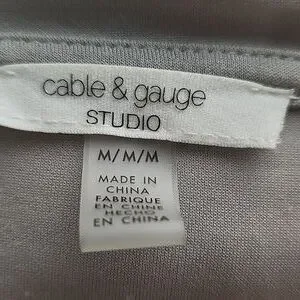 cable & gauge
STUDIO
M/M/M
MADE IN
CHINA
FABRIQUE
EN CHINE
HECHO
EN CHINA